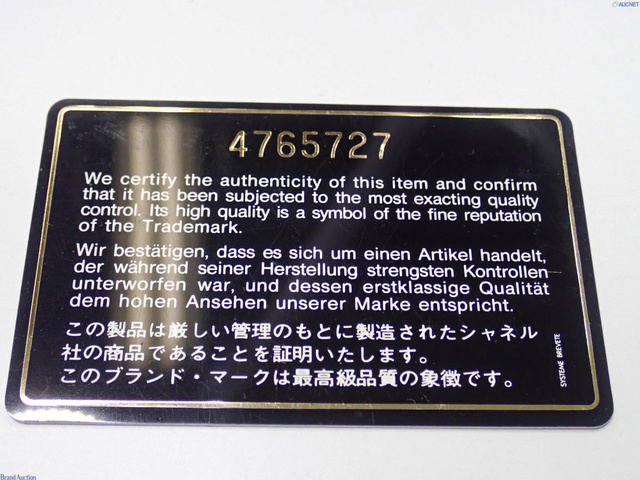 AUCNET
4765727
We certify the authenticity of this item and confirm
that it has been subjected to the most exacting quality
control. Its high quality is a symbol of the fine reputation
of the Trademark.
Wir bestätigen, dass es sich um einen Artikel handelt,
der während seiner Herstellung strengsten Kontrollen
unterworfen war, und dessen erstklassige Qualität
dem hohen Ansehen unserer Marke entspricht.
この製品は厳しい管理のもとに製造されたシャネル
社の商品であることを証明いたします。
このブランド・マークは最高級品質の象徴です。
SYSTEME BREVETE
Brand Auction